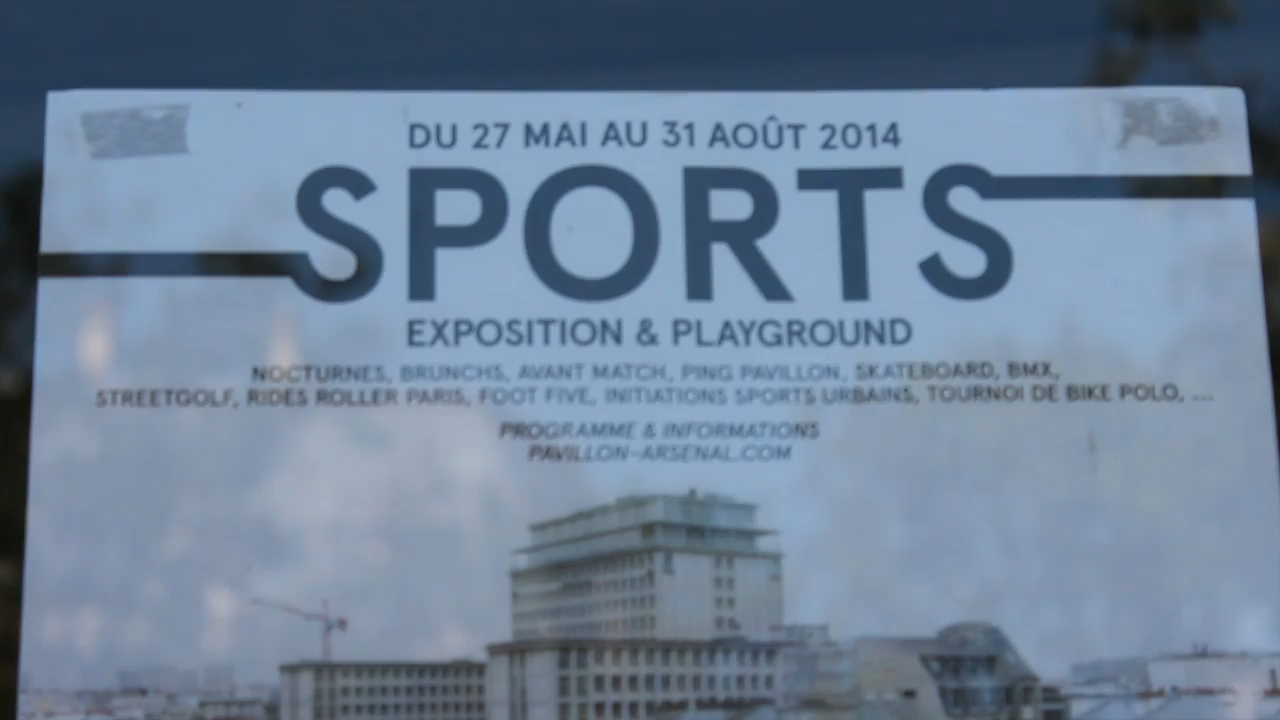 DU 27 MAI AU 31 AOÛT 2014
SPORTS
EXPOSITION & PLAYGROUND
NOCTURNES, BRUNCHS, AVANT MATCH, PING PAVILLON, SKATEBOARD, BMX,
STREETGOLF, RIDES ROLLER PARIS, FOOT FIVE, INITIATIONS SPORTS URBAINS, TOURNOI DE BIKE POLO, ...
PROGRAMME & INFORMATIONS
PAVILLON-ARSENAL.COM